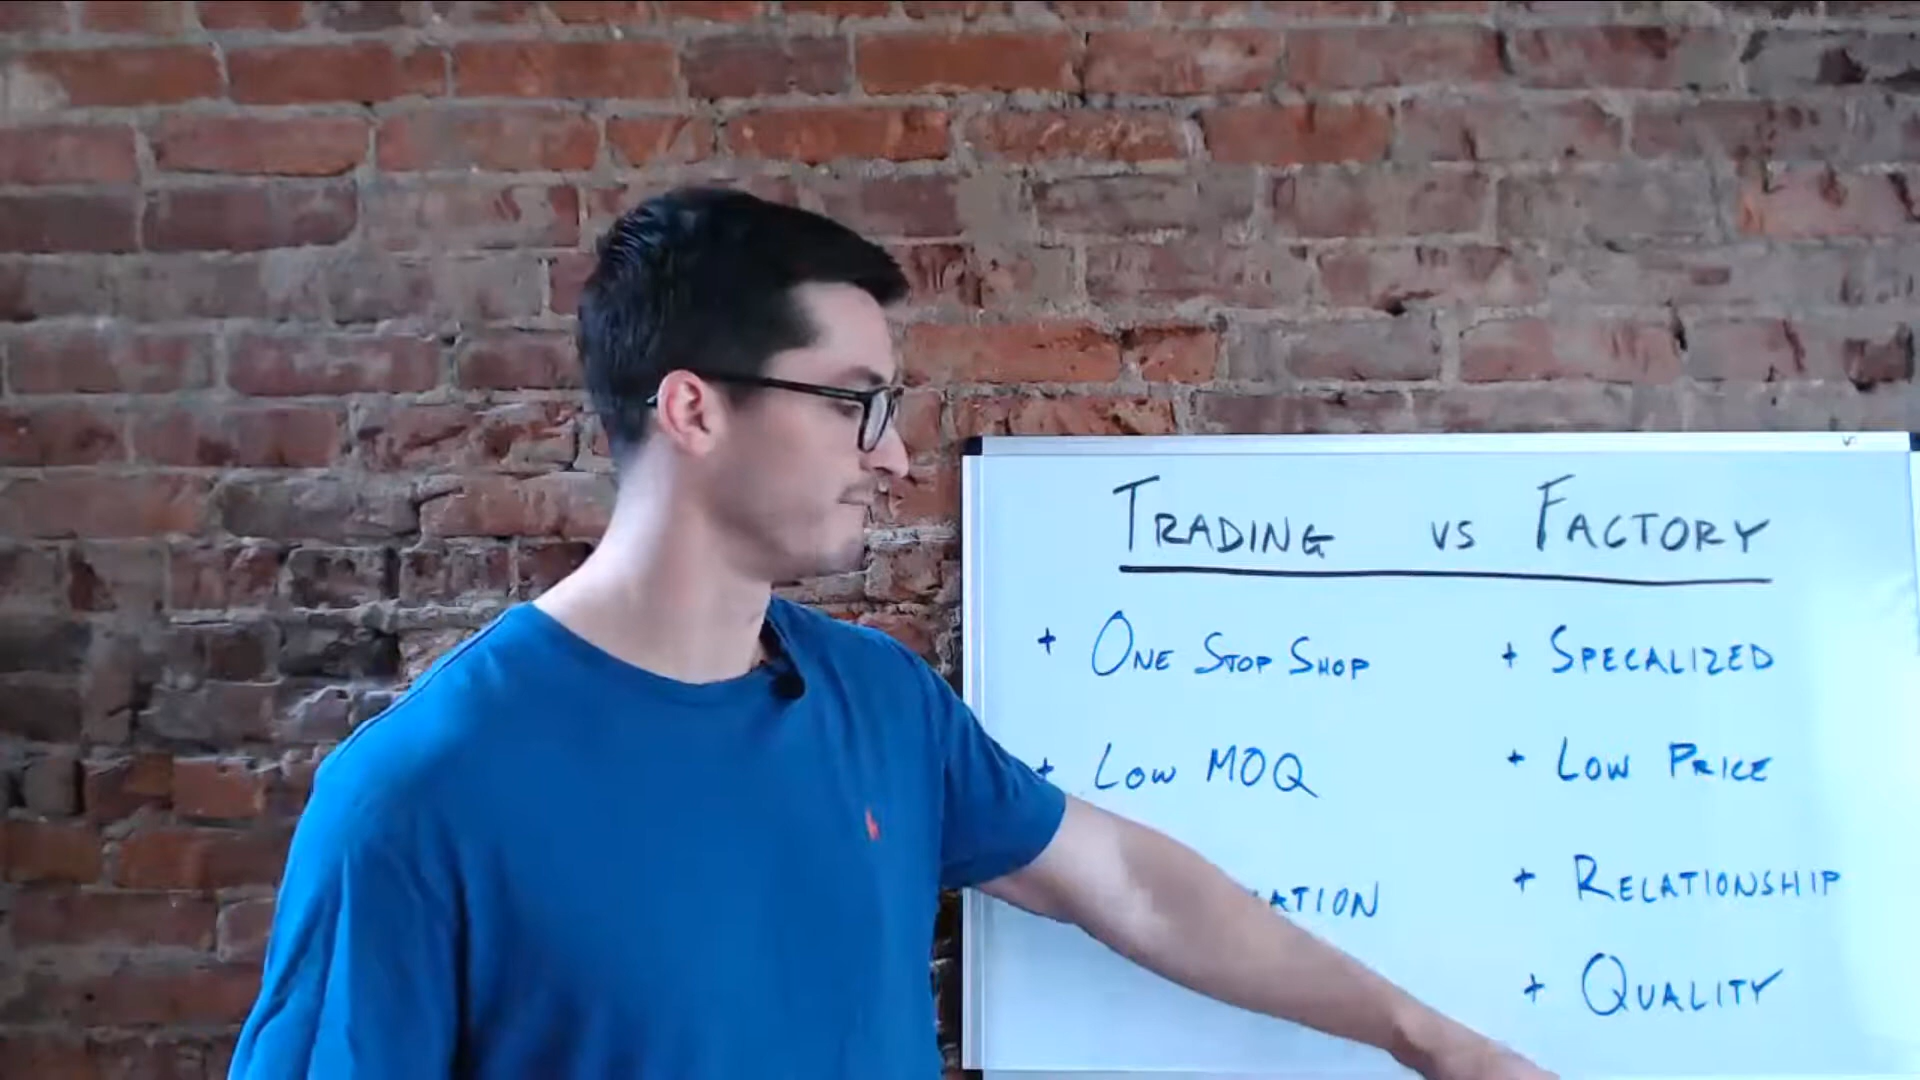 TRADING vs FACTORY
+ ONE STOP SHOP
+ SPECALIZED
+ LOW MOQ
+ LOW PRICE
+ RELATIONSHIP
+ QUALITY